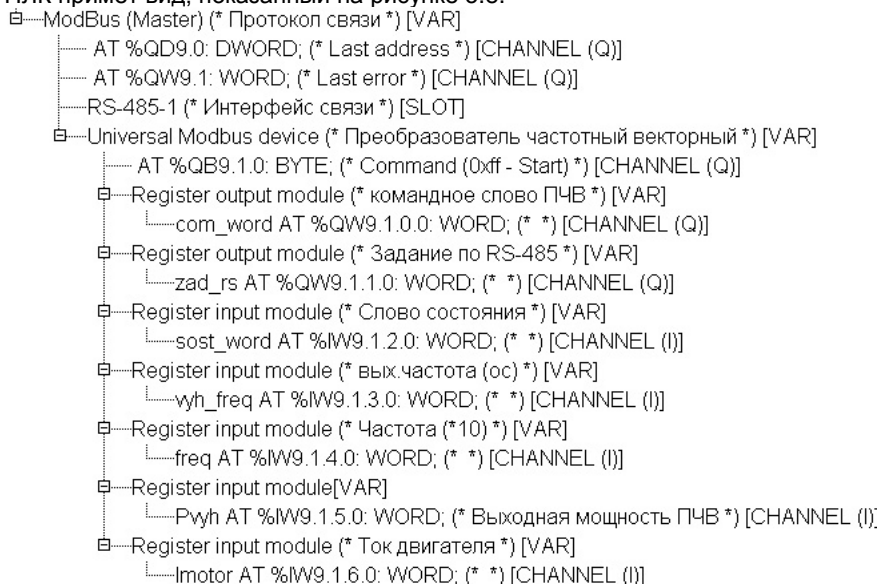 ПЛК примет вид, показанный на рисунке
ModBus (Master) (* Протокол связи *) [VAR]
AT %QD9.0: DWORD; (* Last address *) [CHANNEL (Q)]
AT %QW9.1: WORD; (* Last error *) [CHANNEL (Q)]
RS-485-1 (* Интерфейс связи *) [SLOT]
Universal Modbus device (* Преобразователь частотный векторный *) [VAR]
AT %QB9.1.0: BYTE; (* Command (0xff - Start) *) [CHANNEL (Q)]
Register output module (* командное слово ПЧВ *) [VAR]
com_word AT %QW9.1.0.0: WORD; (* *) [CHANNEL (Q)]
Register output module (* Задание по RS-485 *) [VAR]
zad_rs AT %QW9.1.1.0: WORD; (* *) [CHANNEL (Q)]
Register input module (* Слово состояния *) [VAR]
sost_word AT %IW9.1.2.0: WORD; (* *) [CHANNEL (I)]
Register input module (* вых.частота (ос) *) [VAR]
vyh_freq AT %IW9.1.3.0: WORD; (* *) [CHANNEL (I)]
Register input module (* Частота (*10) *) [VAR]
freq AT %IW9.1.4.0: WORD; (* *) [CHANNEL (I)]
Register input module[VAR]
Pvyh AT %IW9.1.5.0: WORD; (* Выходная мощность ПЧВ *) [CHANNEL (I)]
Register input module (* Ток двигателя *) [VAR]
Imotor AT %IW9.1.6.0: WORD; (* *) [CHANNEL (I)]